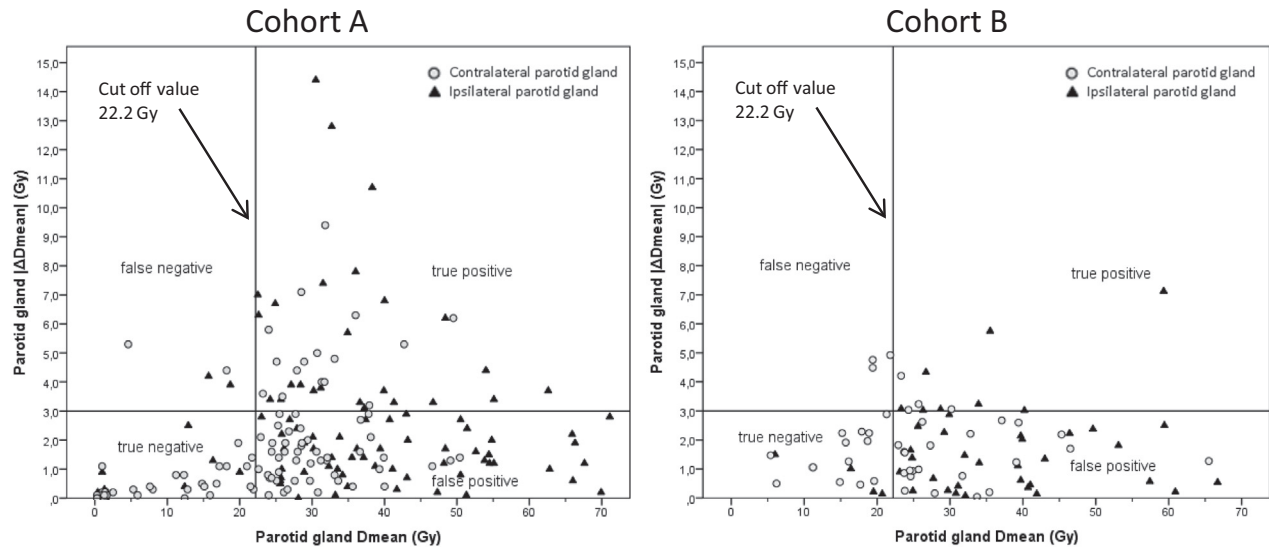 Cohort A
15,0
14,0
13,0
12,0
11,0
10,0
9,0
8,0
7,0
6,0
5,0
4,0
3,0
2,0
1,0
,0
Parotid gland |ΔDmean| (Gy)
Cut off value
22.2 Gy
Contralateral parotid gland
Ipsilateral parotid gland
false negative
true positive
true negative
false positive
0 10 20 30 40 50 60 70
Parotid gland Dmean (Gy)
Cohort B
15,0
14,0
13,0
12,0
11,0
10,0
9,0
8,0
7,0
6,0
5,0
4,0
3,0
2,0
1,0
,0
Parotid gland |ΔDmean| (Gy)
Cut off value
22.2 Gy
Contralateral parotid gland
Ipsilateral parotid gland
false negative
true positive
true negative
false positive
0 10 20 30 40 50 60 70
Parotid gland Dmean (Gy)